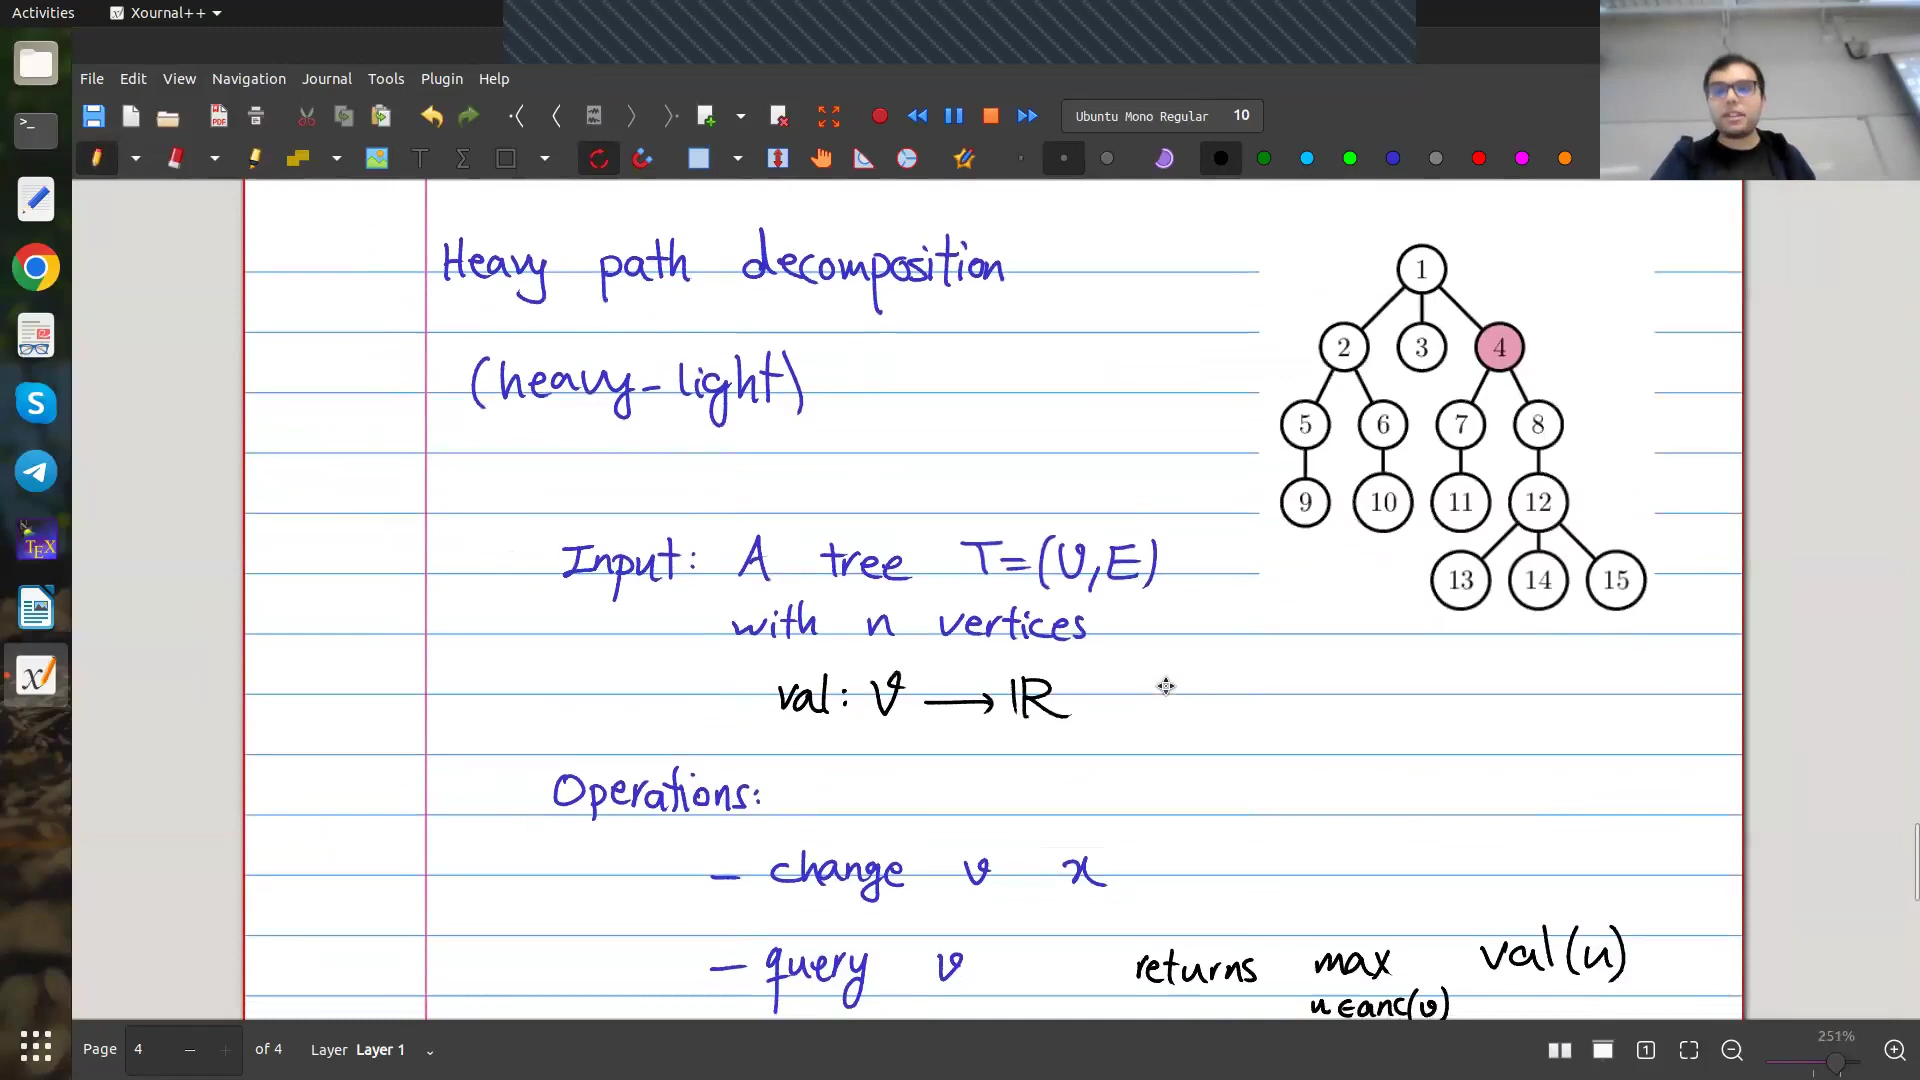 Activities Xournal++
File Edit View Navigation Journal Tools Plugin Help
Ubuntu Mono Regular 10
Heavy path decomposition
(heavy-light)
1
2 3 4
5 6 7 8
9 10 11 12
13 14 15
Input: A tree T=(V,E)
with n vertices
val: V → ℝ
Operations:
- change v x
- query v returns max val(u)
u∈anc(v)
Page 4 of 4 Layer Layer 1
251%